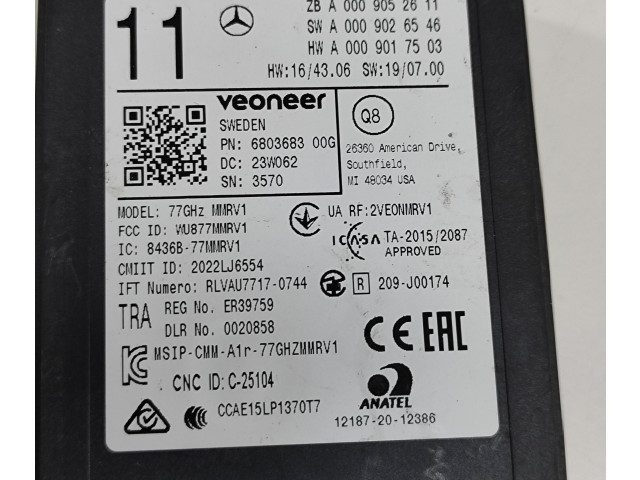 11
ZB A 000 905 26 11
SW A 000 902 65 46
HW A 000 901 75 03
HW:16/43.06 SW:19/07.00
veoneer
SWEDEN
PN: 6803683 00G
DC: 23W062
SN: 3570
Q8
26360 American Drive,
Southfield,
MI 48034 USA
MODEL: 77GHz MMRV1
FCC ID: WU877MMRV1
IC: 8436B-77MMRV1
CMIIT ID: 2022LJ6554
IFT Numero: RLVAU7717-0744
UA RF:2VEONMRV1
ICASA TA-2015/2087
APPROVED
R 209-J00174
TRA REG No. ER39759
DLR No. 0020858
MSIP-CMM-A1r-77GHZMMRV1
CNC ID: C-25104
CE EAC
CCAE15LP1370T7
ANATEL
12187-20-12386